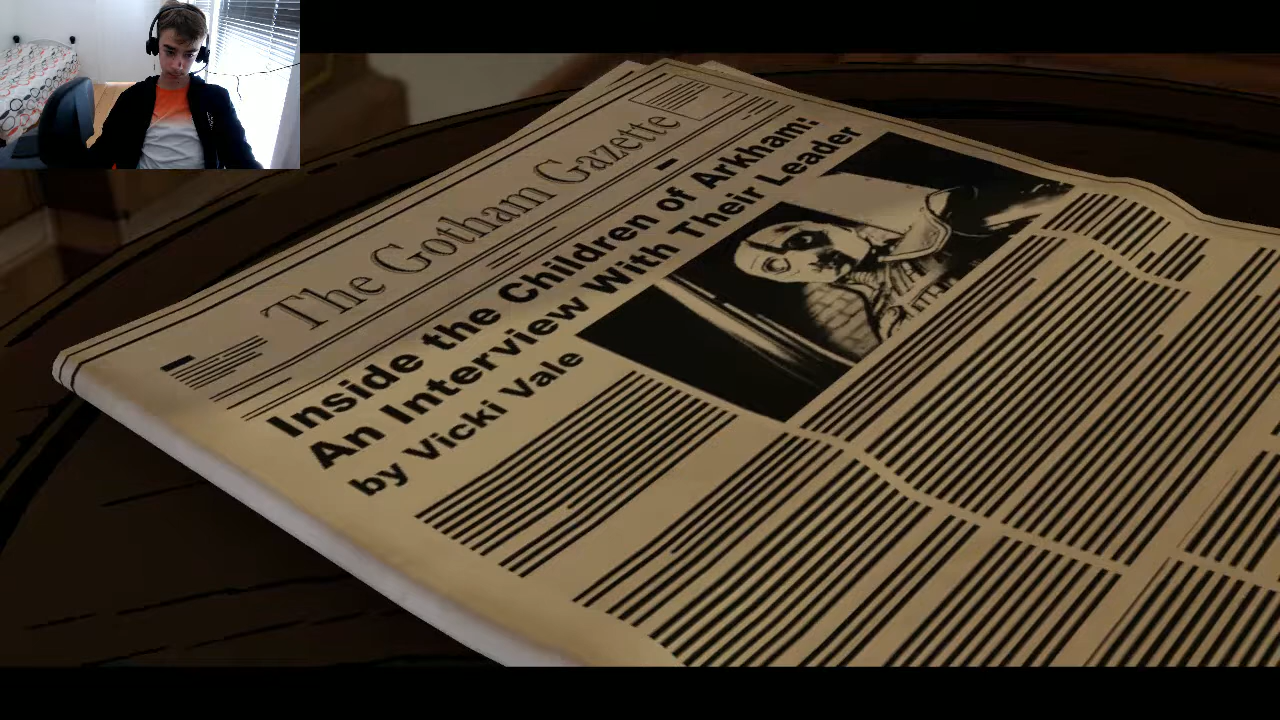 The Gotham Gazette
Inside the Children of Arkham:
An Interview With Their Leader
by Vicki Vale